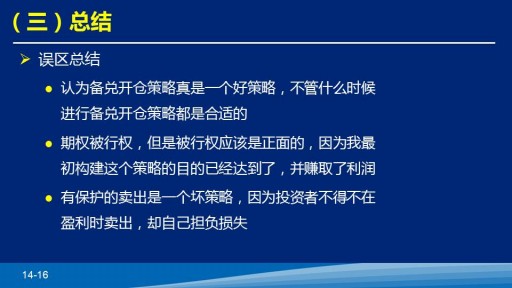 （三）总结
误区总结
认为备兑开仓策略真是一个好策略，不管什么时候
进行备兑开仓策略都是合适的
期权被行权，但是被行权应该是正面的，因为我最
初构建这个策略的目的已经达到了，并赚取了利润
有保护的卖出是一个坏策略，因为投资者不得不在
盈利时卖出，却自己担负损失
14-16